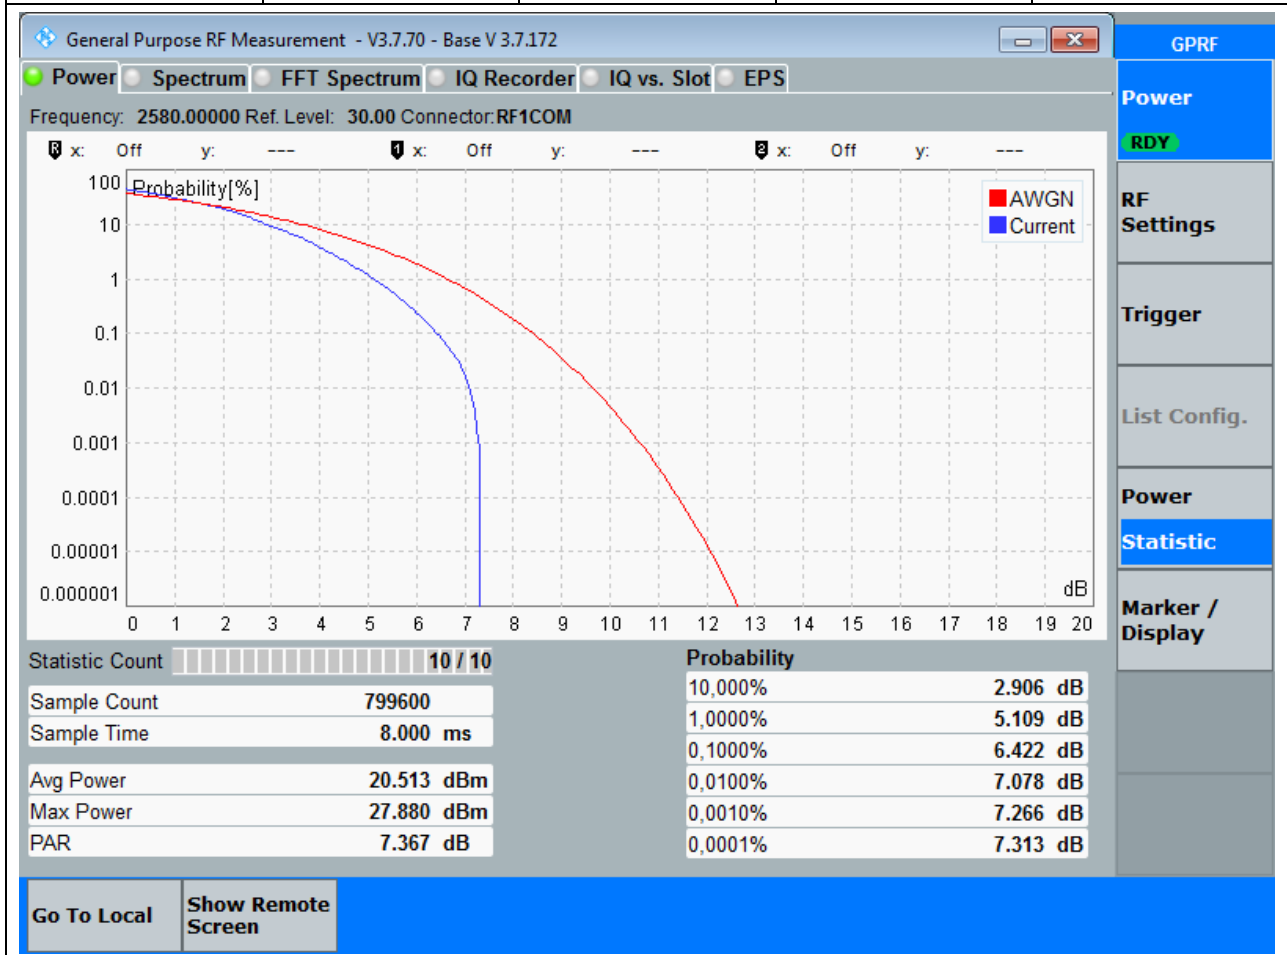 General Purpose RF Measurement - V3.7.70 - Base V 3.7.172
GPRF
Power Spectrum FFT Spectrum IQ Recorder IQ vs. Slot EPS
Frequency: 2580.00000 Ref. Level: 30.00 Connector: RF1COM
R x: Off y: --- 1 x: Off y: --- 2 x: Off y: ---
Probability[%]
AWGN
Current
100
10
1
0.1
0.01
0.001
0.0001
0.00001
0.000001
dB
0 1 2 3 4 5 6 7 8 9 10 11 12 13 14 15 16 17 18 19 20
Statistic Count 10 / 10
Sample Count 799600
Sample Time 8.000 ms
Avg Power 20.513 dBm
Max Power 27.880 dBm
PAR 7.367 dB
Probability
10,000% 2.906 dB
1,0000% 5.109 dB
0,1000% 6.422 dB
0,0100% 7.078 dB
0,0010% 7.266 dB
0,0001% 7.313 dB
Power
RDY
RF
Settings
Trigger
List Config.
Power
Statistic
Marker /
Display
Go To Local
Show Remote
Screen